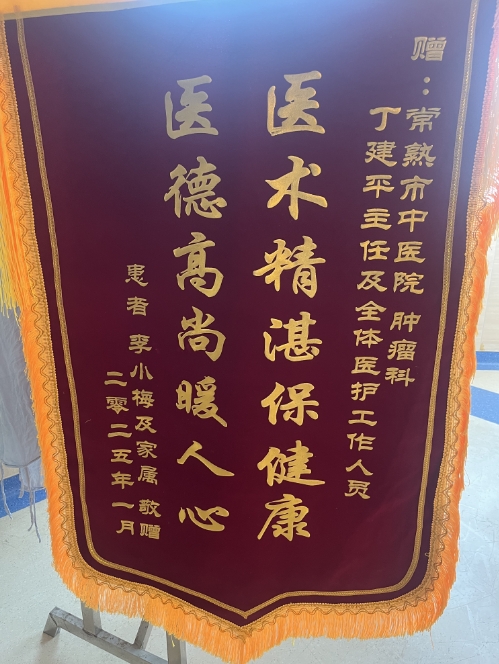 赠：常熟市中医院 肿瘤科
丁建平主任及全体医护工作人员
医术精湛保健康
医德高尚暖人心
患者 李小梅及家属 敬赠
二零二五年一月